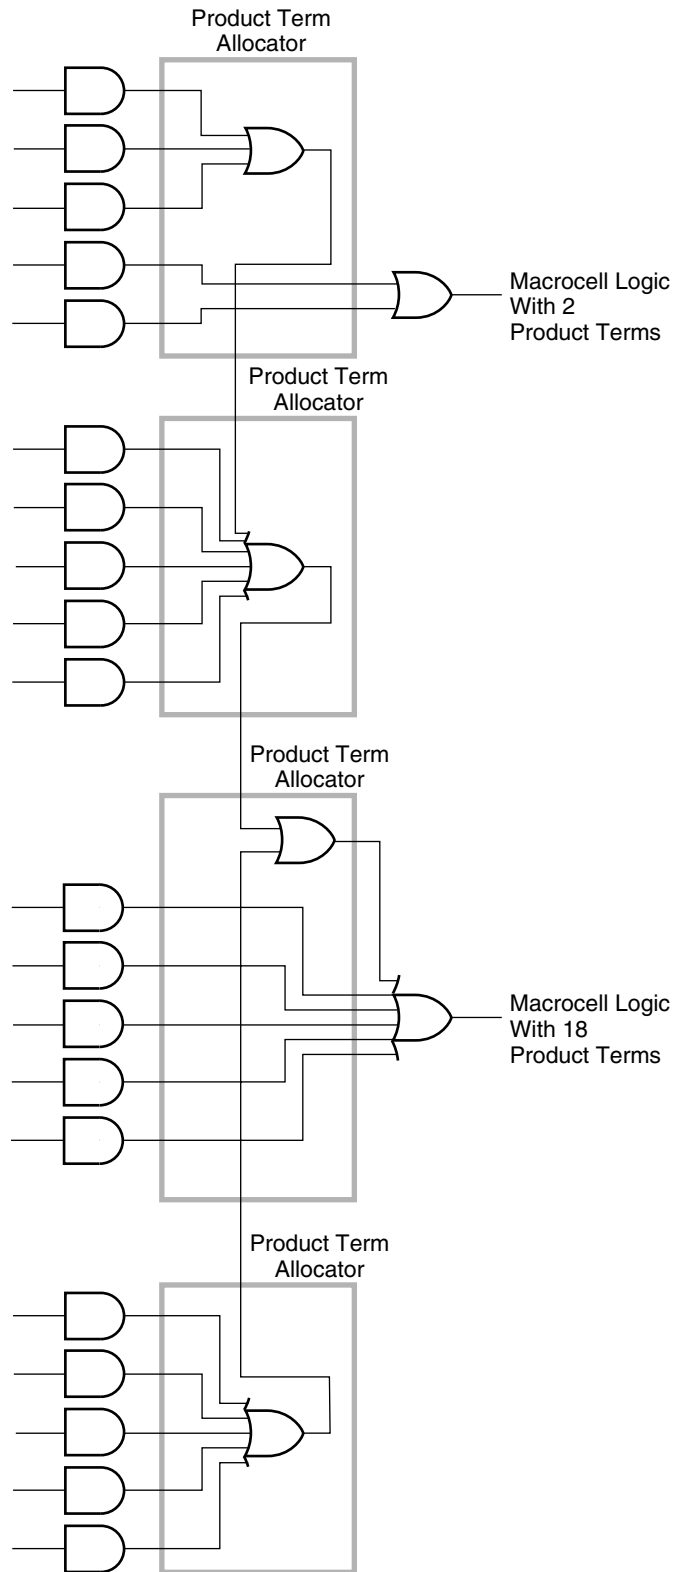 Product Term
Allocator
Macrocell Logic
With 2
Product Terms
Product Term
Allocator
Product Term
Allocator
Macrocell Logic
With 18
Product Terms
Product Term
Allocator